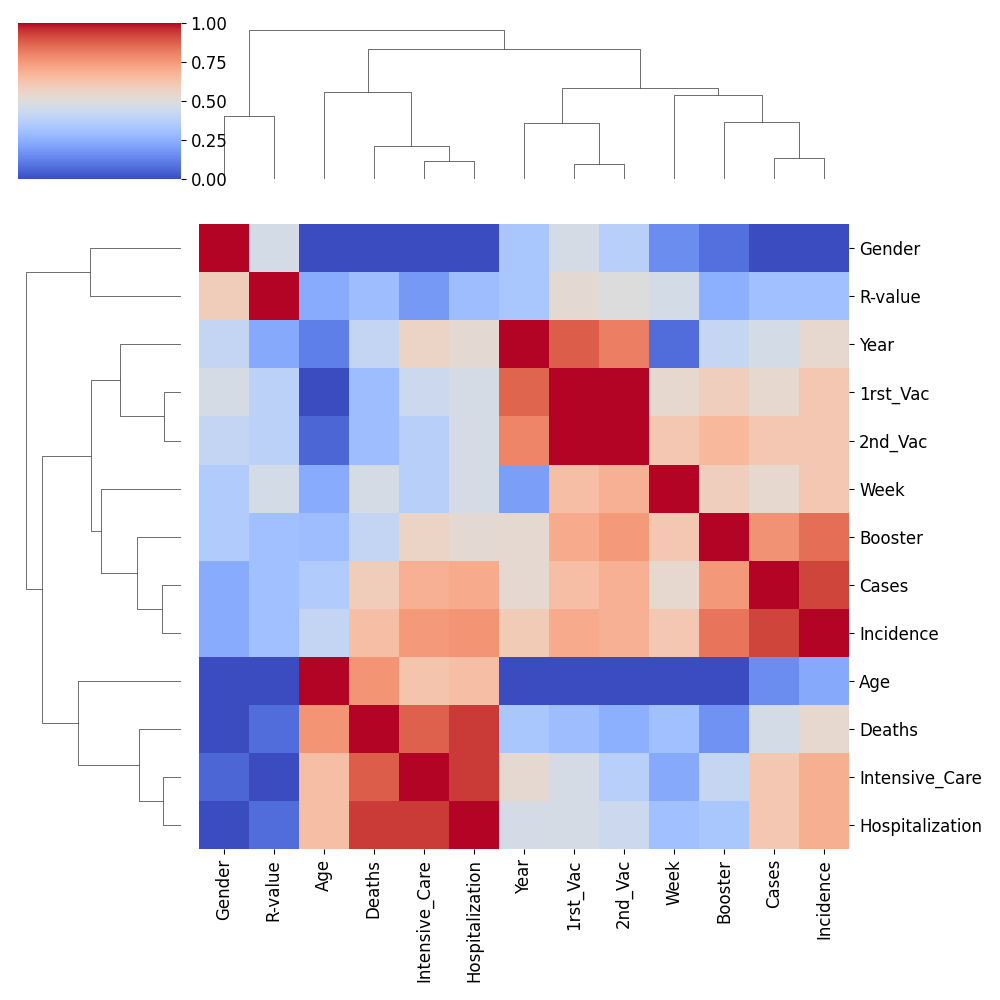 1.00
0.75
0.50
0.25
0.00
Gender
R-value
Year
1rst_Vac
2nd_Vac
Week
Booster
Cases
Incidence
Age
Deaths
Intensive_Care
Hospitalization
Gender
R-value
Age
Deaths
Intensive_Care
Hospitalization
Year
1rst_Vac
2nd_Vac
Week
Booster
Cases
Incidence